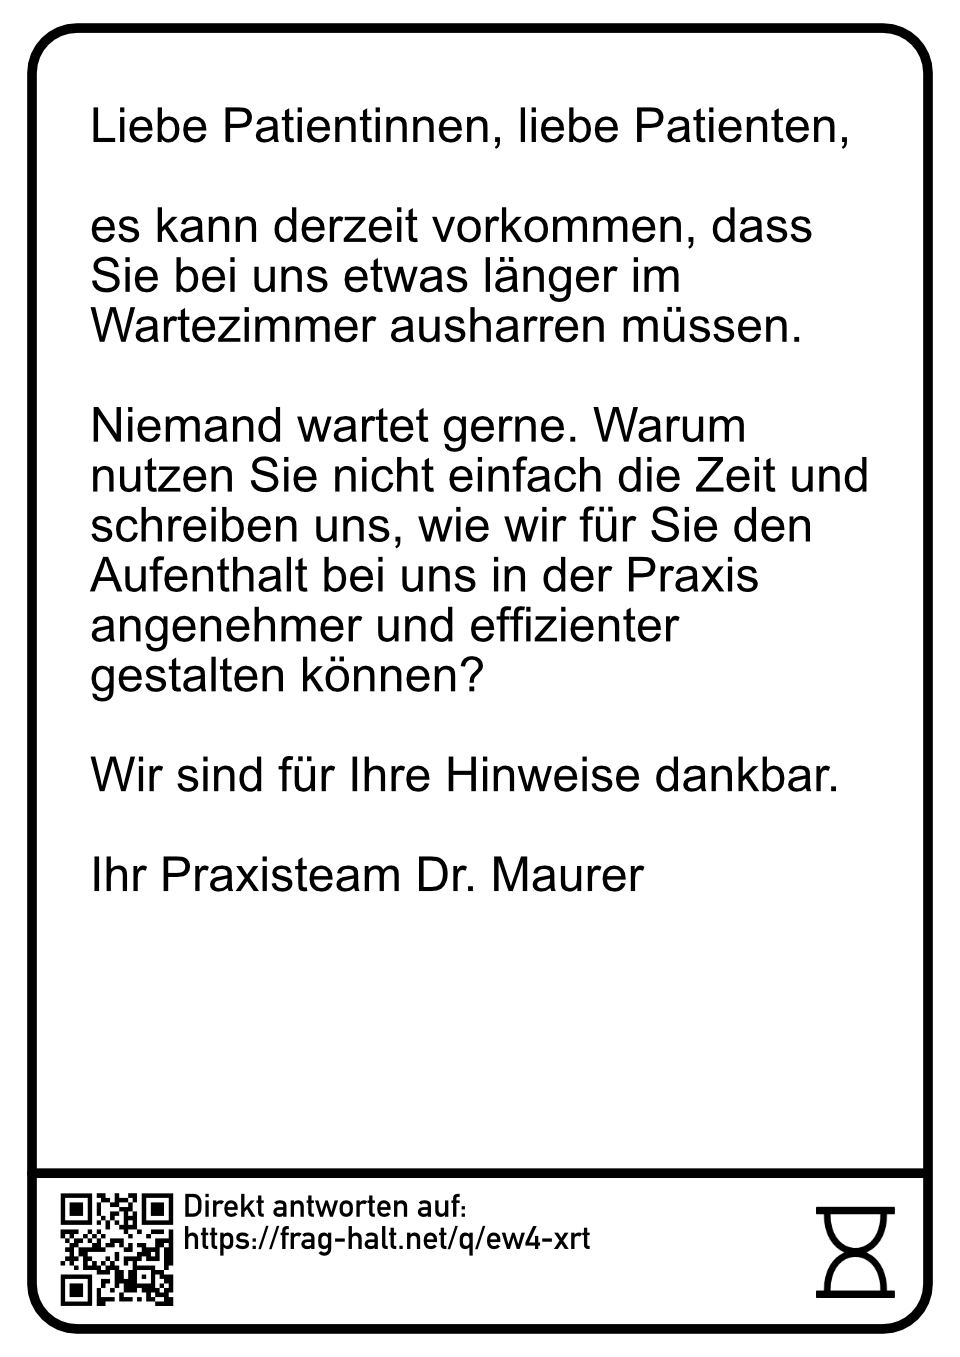 Liebe Patientinnen, liebe Patienten,
es kann derzeit vorkommen, dass
Sie bei uns etwas länger im
Wartezimmer ausharren müssen.
Niemand wartet gerne. Warum
nutzen Sie nicht einfach die Zeit und
schreiben uns, wie wir für Sie den
Aufenthalt bei uns in der Praxis
angenehmer und effizienter
gestalten können?
Wir sind für Ihre Hinweise dankbar.
Ihr Praxisteam Dr. Maurer
Direkt antworten auf:
https://frag-halt.net/q/ew4-xrt